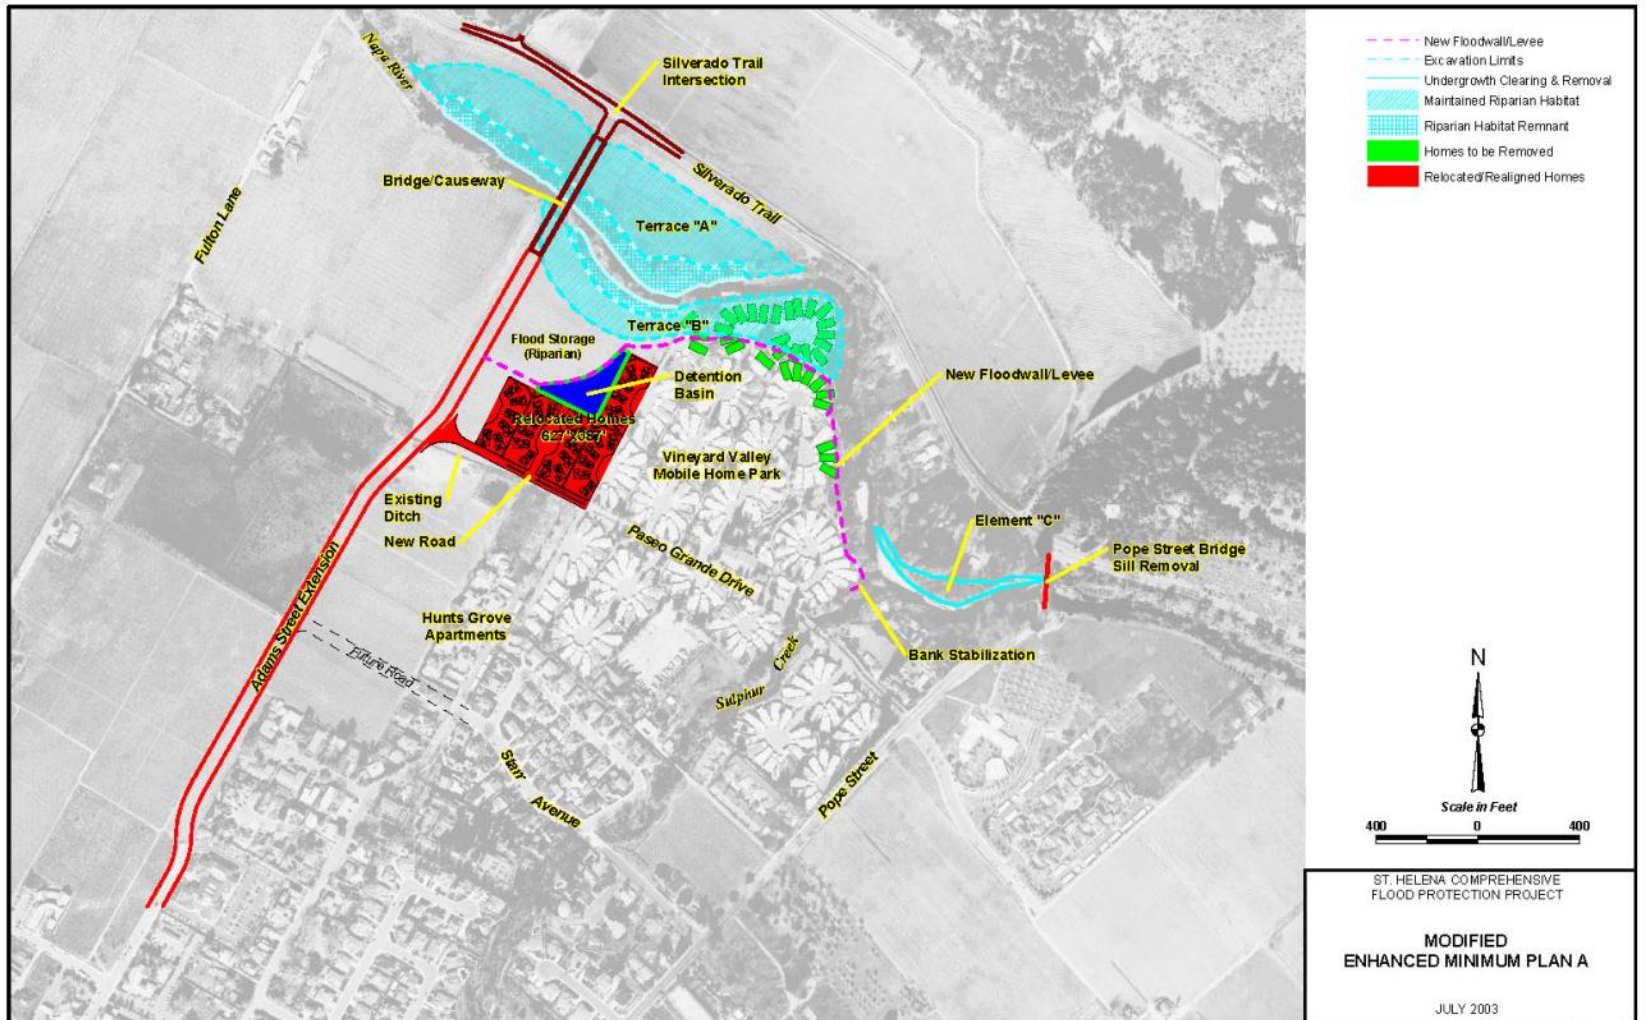 Napa River
Silverado Trail
Intersection
Bridge/Causeway
Silverado Trail
Fulton Lane
Terrace "A"
Terrace "B"
Flood Storage
(Riparian)
Detention
Basin
New Floodwall/Levee
Relocated Homes
627'X387'
Vineyard Valley
Mobile Home Park
Existing
Ditch
New Road
Element "C"
Pope Street Bridge
Sill Removal
Paseo Grande Drive
Adams Street Extension
Hunts Grove
Apartments
Future Road
Sulphur Creek
Bank Stabilization
Starr Avenue
Pope Street
New Floodwall/Levee
Excavation Limits
Undergrowth Clearing & Removal
Maintained Riparian Habitat
Riparian Habitat Remnant
Homes to be Removed
Relocated/Realigned Homes
N
Scale in Feet
400 0 400
ST. HELENA COMPREHENSIVE
FLOOD PROTECTION PROJECT
MODIFIED
ENHANCED MINIMUM PLAN A
JULY 2003